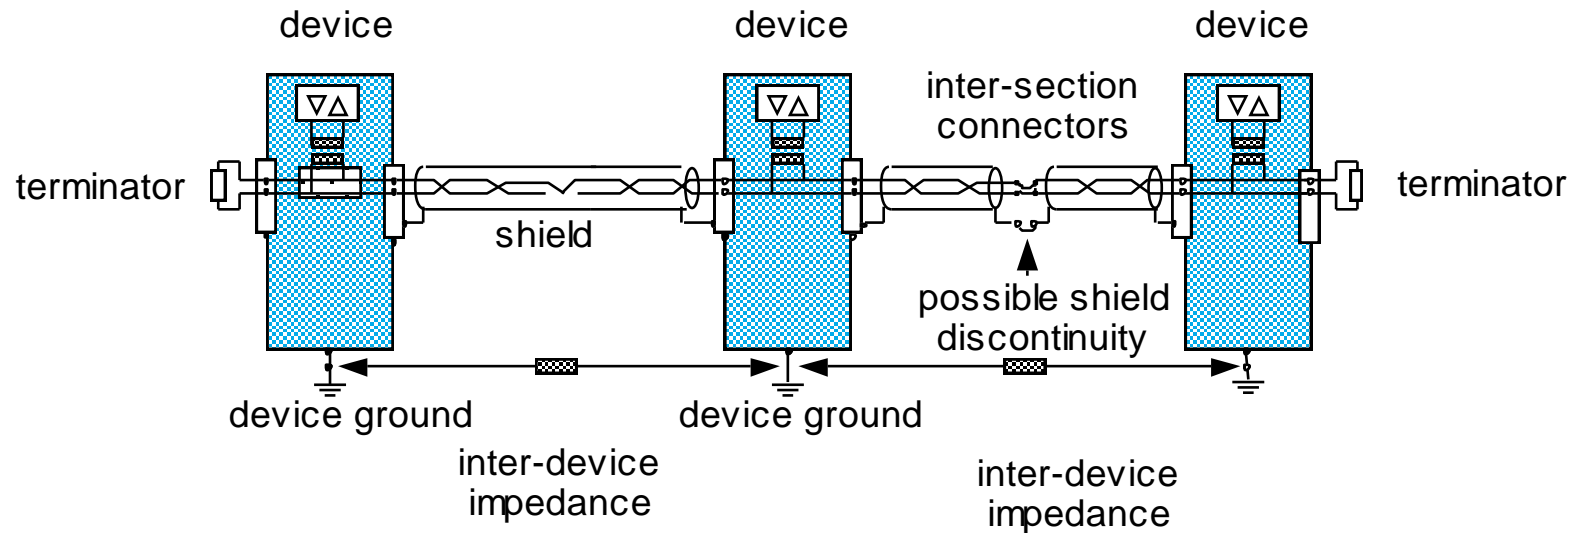 device
device
device
inter-section
connectors
terminator
terminator
shield
possible shield
discontinuity
device ground
device ground
inter-device
impedance
inter-device
impedance